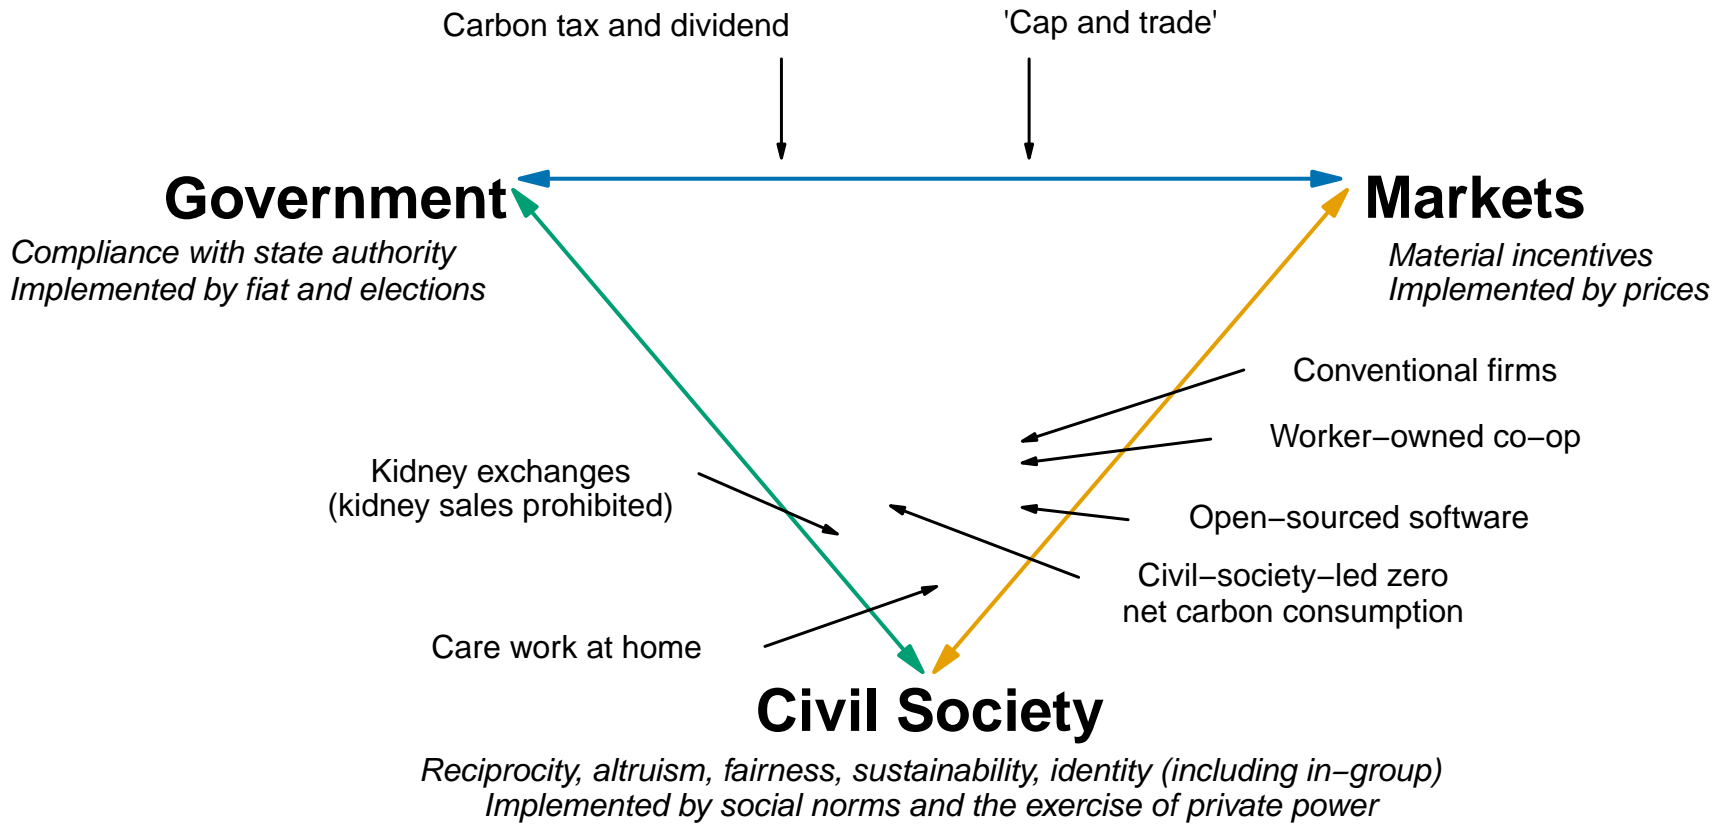 Carbon tax and dividend
'Cap and trade'
Government
Markets
Compliance with state authority
Implemented by fiat and elections
Material incentives
Implemented by prices
Conventional firms
Worker−owned co−op
Kidney exchanges
(kidney sales prohibited)
Open−sourced software
Civil−society−led zero
net carbon consumption
Care work at home
Civil Society
Reciprocity, altruism, fairness, sustainability, identity (including in−group)
Implemented by social norms and the exercise of private power